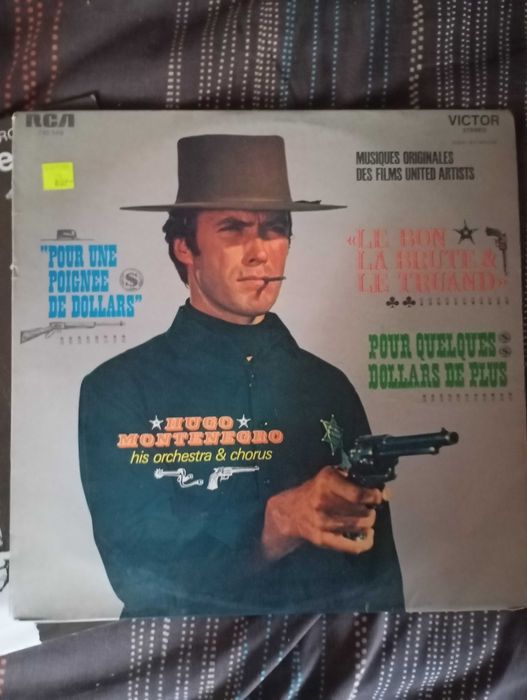 RCA
VICTOR
STEREO
MUSIQUES ORIGINALES
DES FILMS UNITED ARTISTS
"POUR UNE
POIGNEE
DE DOLLARS"
«LE BON
LA BRUTE &
LE TRUAND»
POUR QUELQUES
DOLLARS DE PLUS
HUGO
MONTENEGRO
his orchestra & chorus